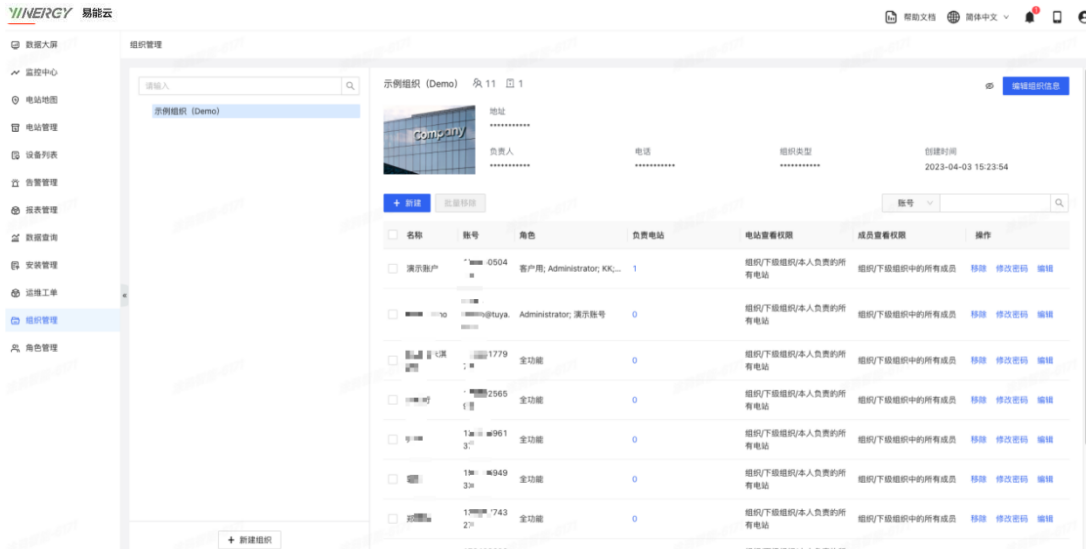 YINERGY 易能云
帮助文档 简体中文 1
数据大屏
监控中心
电站地图
电站管理
设备列表
告警管理
报表管理
数据查询
安装管理
运维工单
组织管理
角色管理
组织管理
请输入
示例组织 (Demo)
+ 新建组织
示例组织 (Demo) 11 1
编辑组织信息
Company
地址
•••••••••••
负责人 电话 组织类型 创建时间
••••••••••• ••••••••••• ••••••••••• 2023-04-03 15:23:54
+ 新建 批量移除 账号
名称 账号 角色 负责电站 电站查看权限 成员查看权限 操作
演示账户 0504 客户用; Administrator; KK;... 1 组织/下级组织/本人负责的所 组织/下级组织中的所有成员 移除 修改密码 编辑
有电站
@tuya. Administrator; 演示账号 0 组织/下级组织/本人负责的所 组织/下级组织中的所有成员 移除 修改密码 编辑
有电站
1779 全功能 0 组织/下级组织/本人负责的所 组织/下级组织中的所有成员 移除 修改密码 编辑
有电站
2565 全功能 0 组织/下级组织/本人负责的所 组织/下级组织中的所有成员 移除 修改密码 编辑
有电站
961 全功能 0 组织/下级组织/本人负责的所 组织/下级组织中的所有成员 移除 修改密码 编辑
有电站
949 全功能 0 组织/下级组织/本人负责的所 组织/下级组织中的所有成员 移除 修改密码 编辑
有电站
743 全功能 0 组织/下级组织/本人负责的所 组织/下级组织中的所有成员 移除 修改密码 编辑
有电站